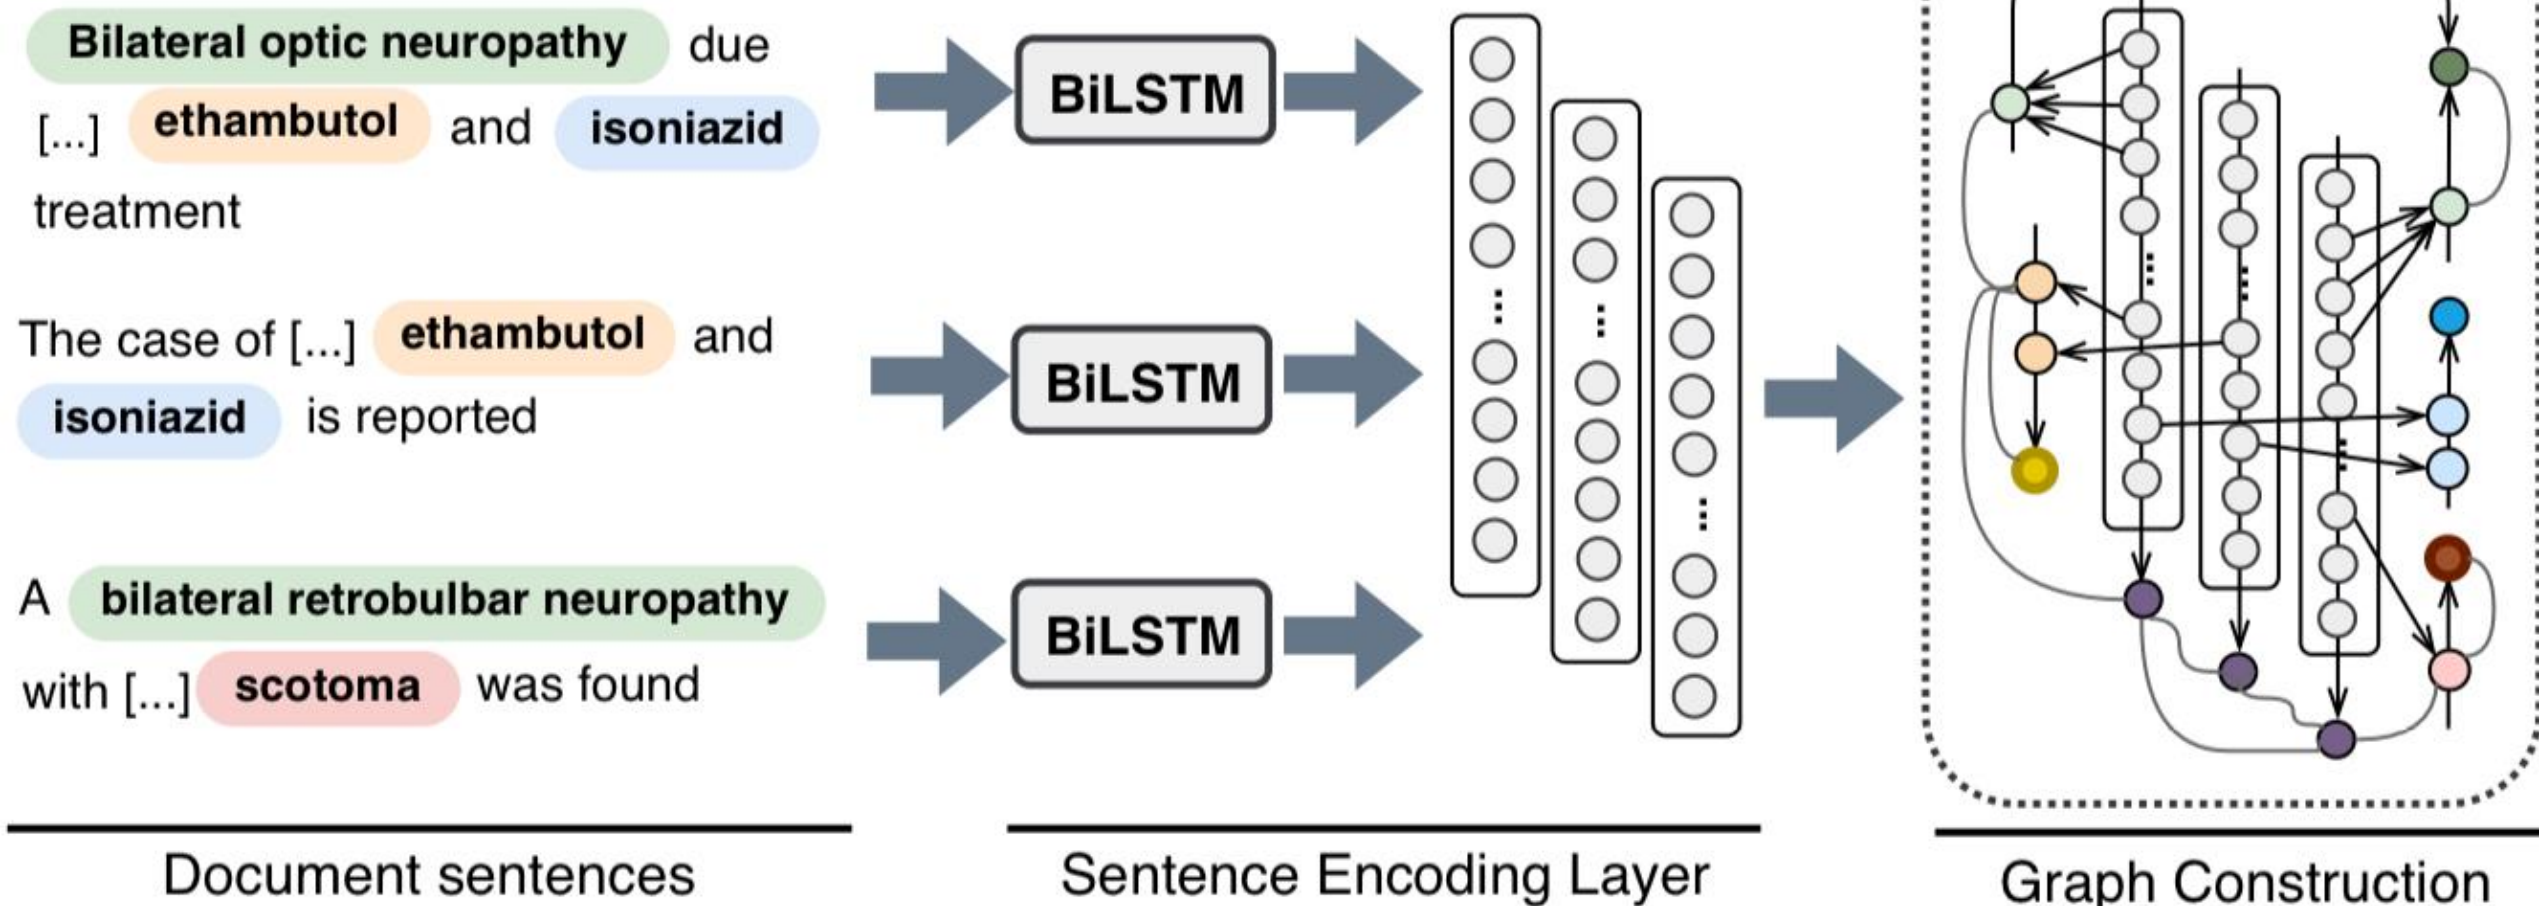 Bilateral optic neuropathy due
[...] ethambutol and isoniazid
treatment
BiLSTM
The case of [...] ethambutol and
isoniazid is reported
BiLSTM
A bilateral retrobulbar neuropathy
with [...] scotoma was found
BiLSTM
Document sentences
Sentence Encoding Layer
Graph Construction